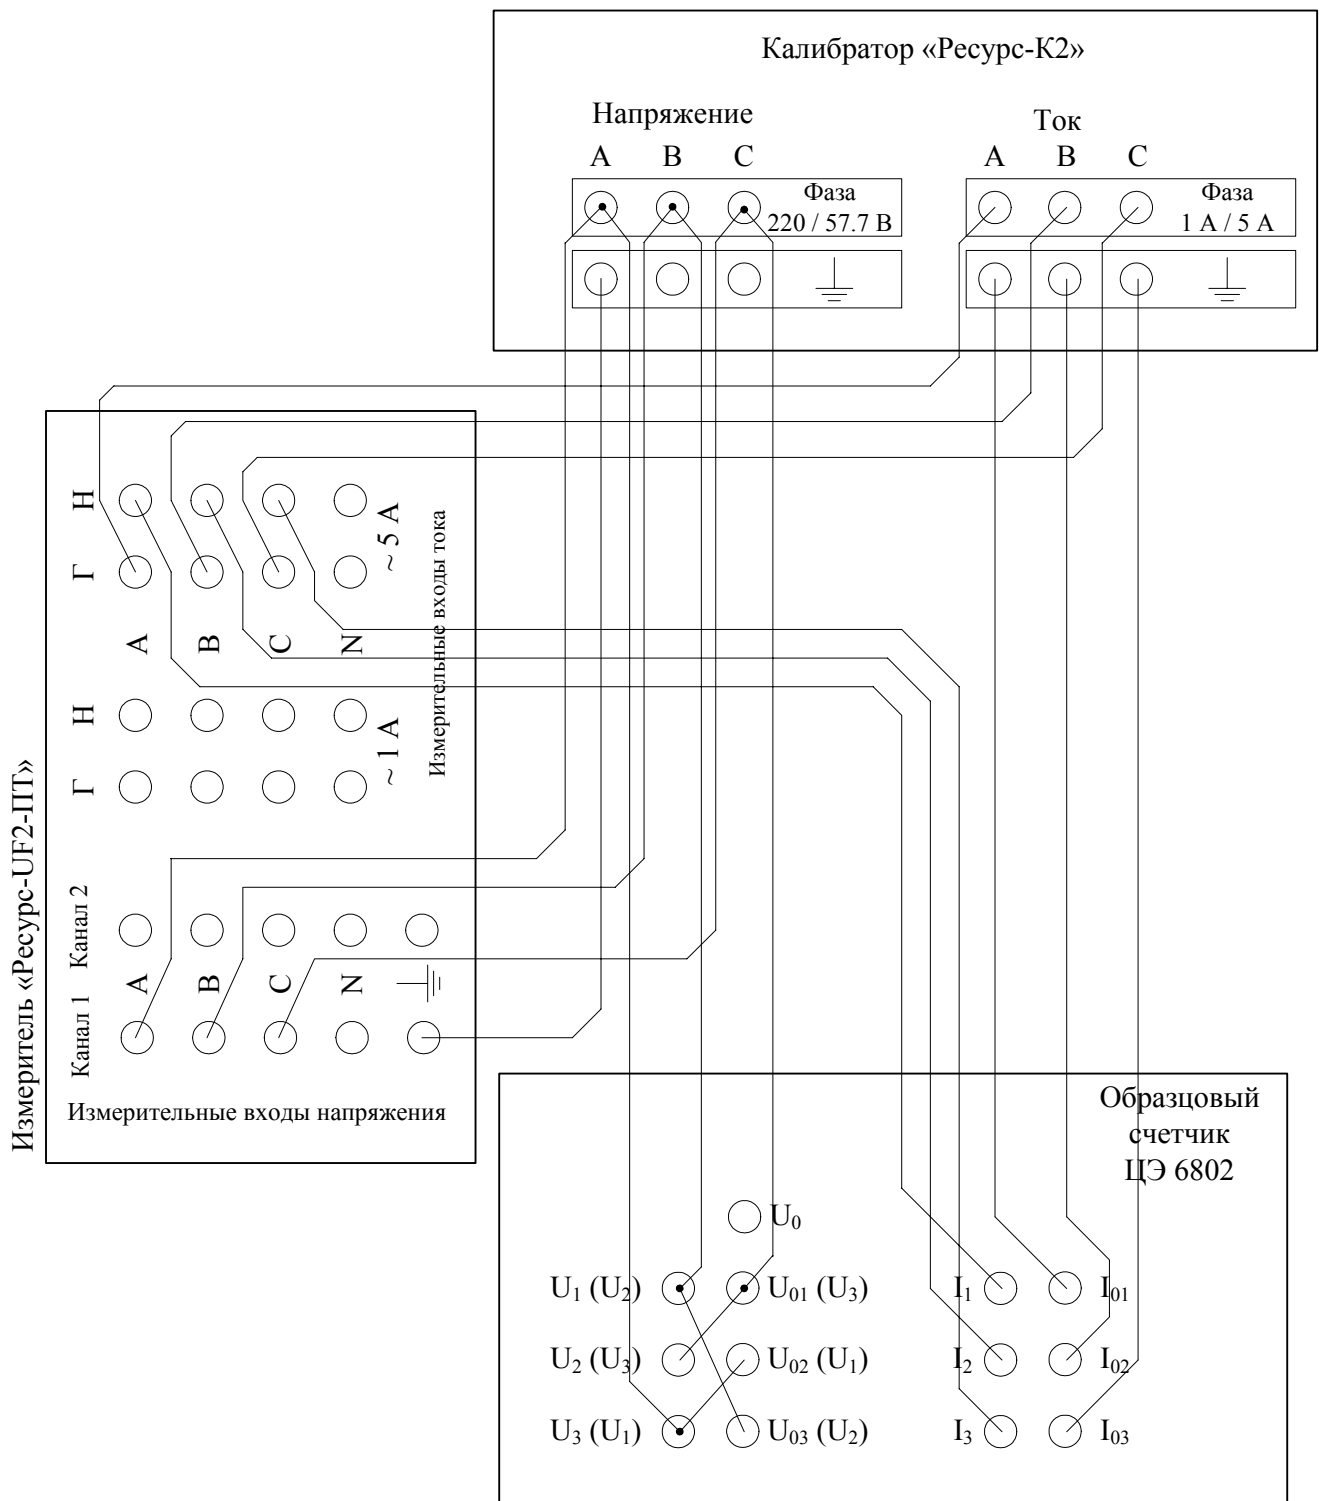 Калибратор «Ресурс-К2»
Напряжение
Ток
А В С
А В С
Фаза
220 / 57.7 В
Фаза
1 А / 5 А
Измеритель «Ресурс-UF2-ПТ»
Н
Г
А В С N
~ 5 А
Измерительные входы тока
Н
Г
~ 1 А
Канал 2
А В С N
Канал 1
Измерительные входы напряжения
Образцовый
счетчик
ЦЭ 6802
U0
U1 (U2)
U01 (U3)
I1
I01
U2 (U3)
U02 (U1)
I2
I02
U3 (U1)
U03 (U2)
I3
I03